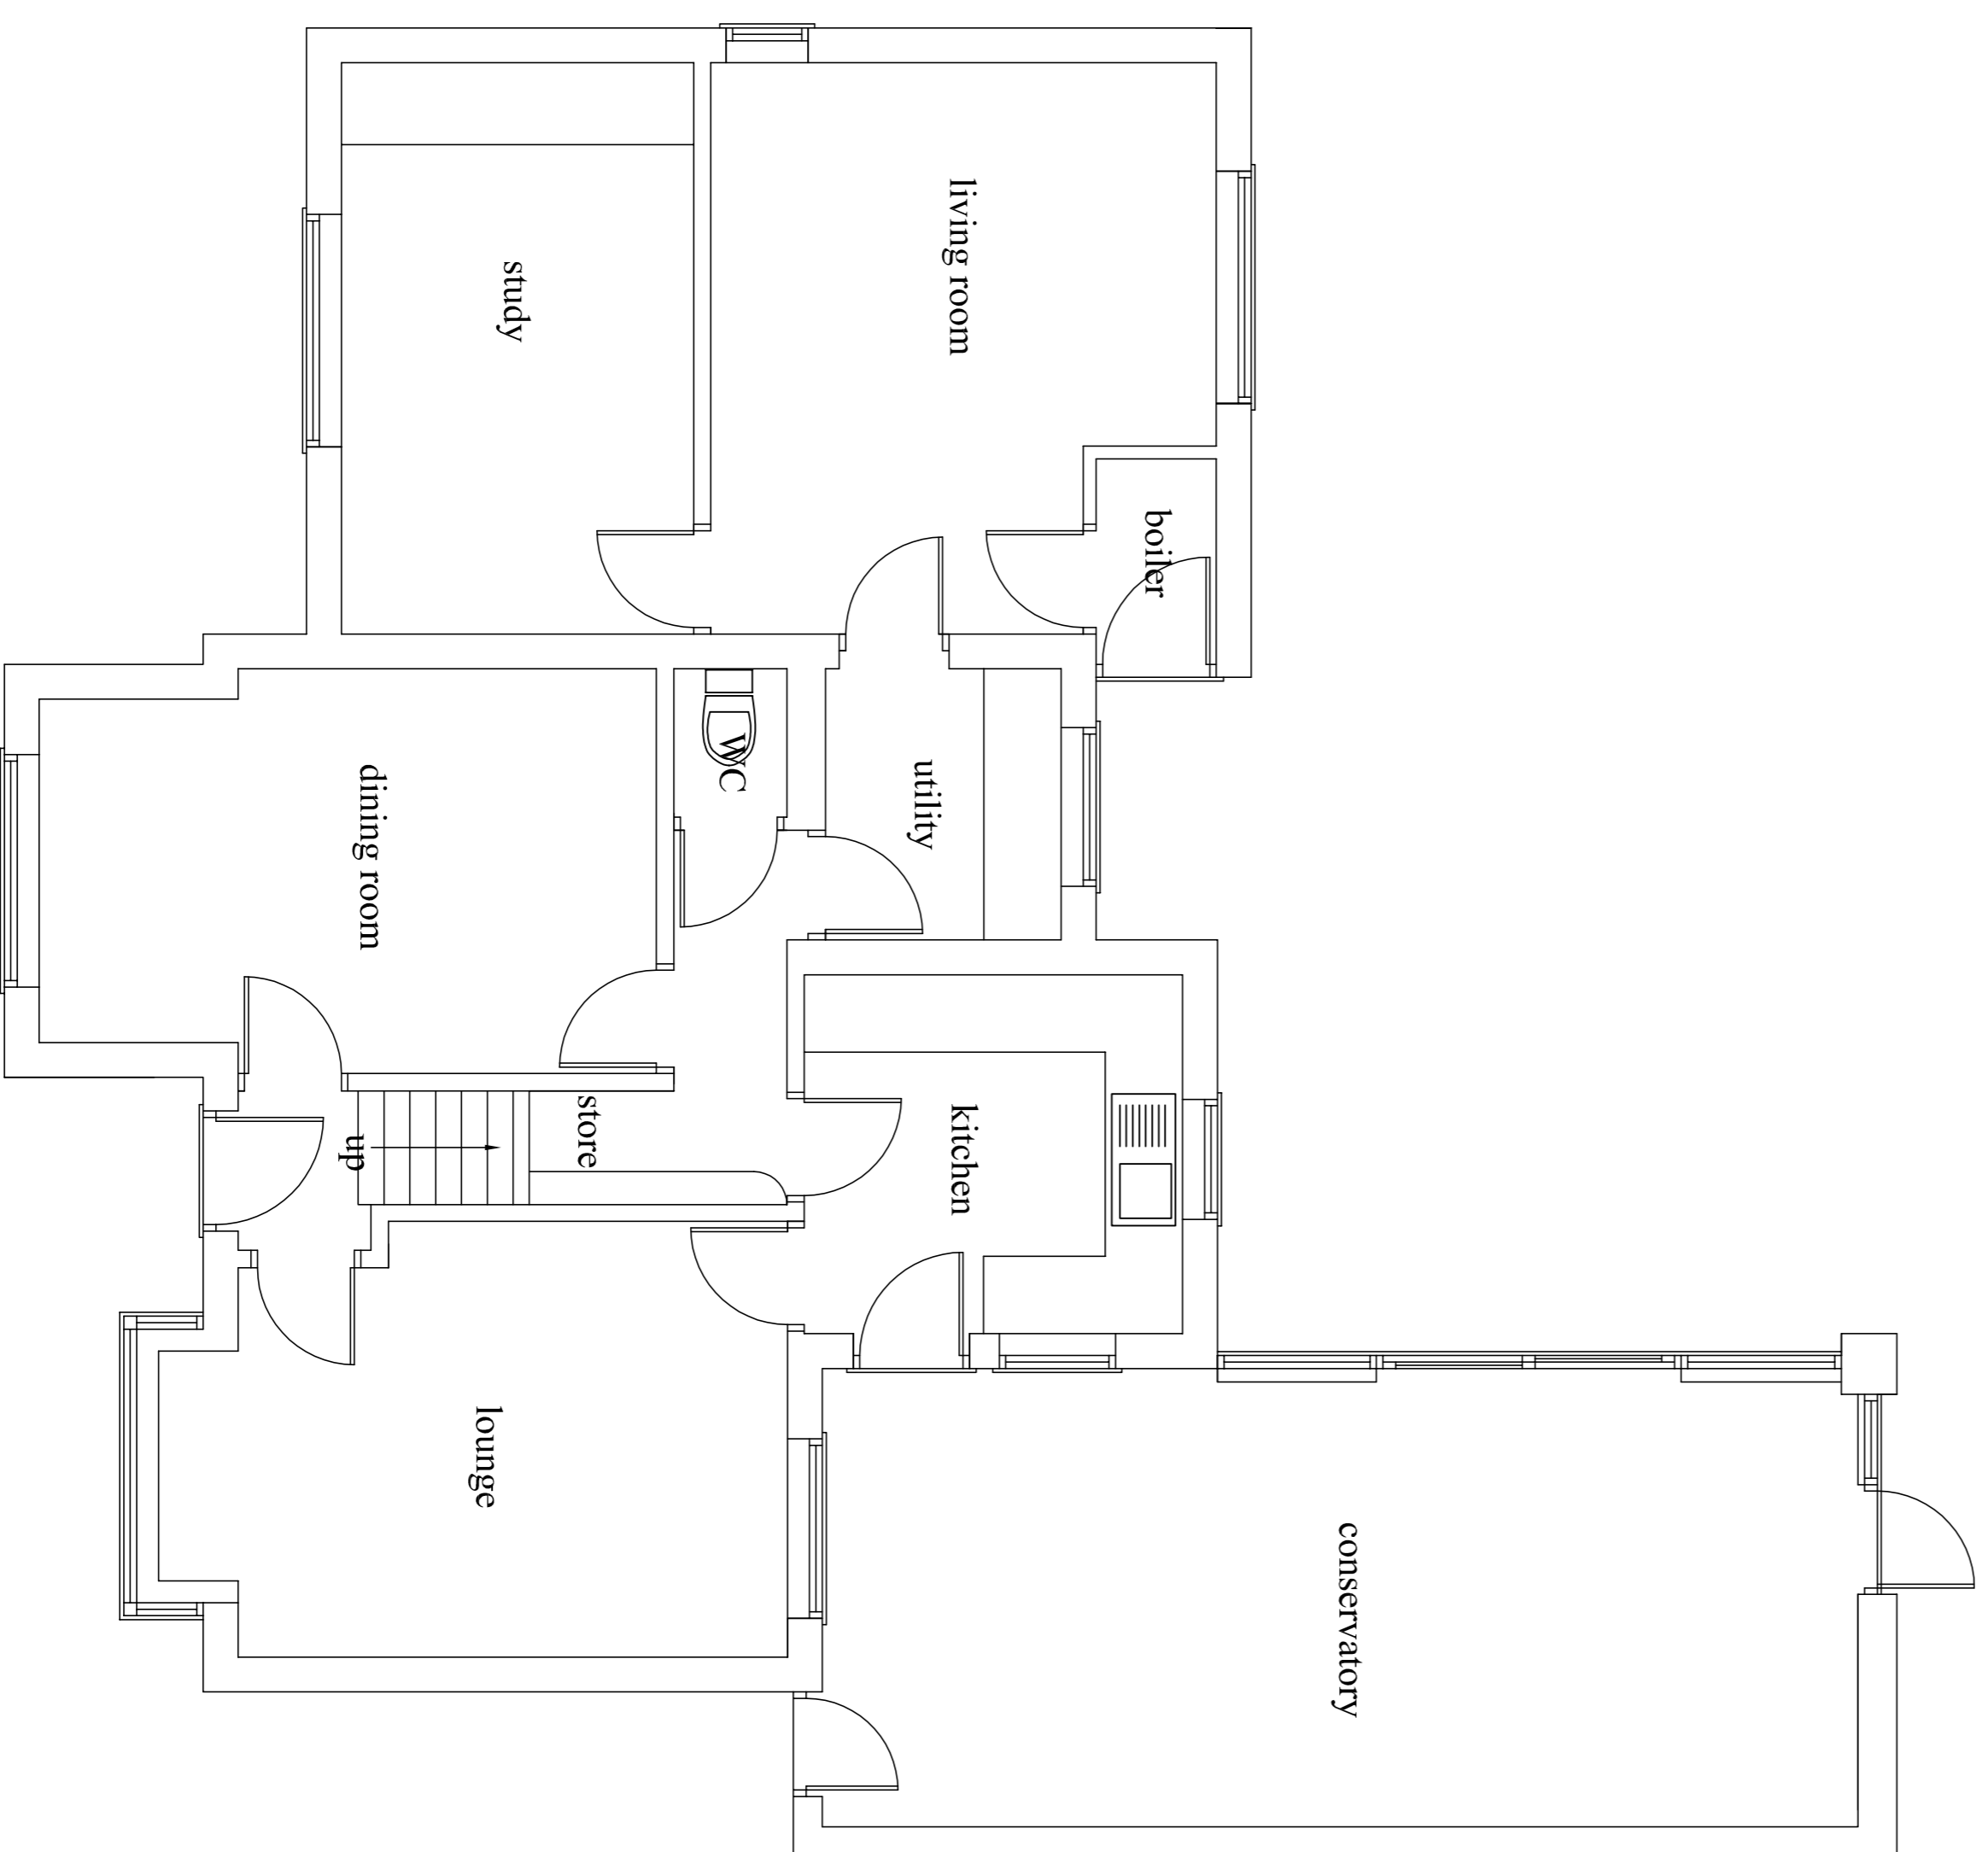 living room
boiler
study
utility
WC
dining room
kitchen
store
up
lounge
conservatory